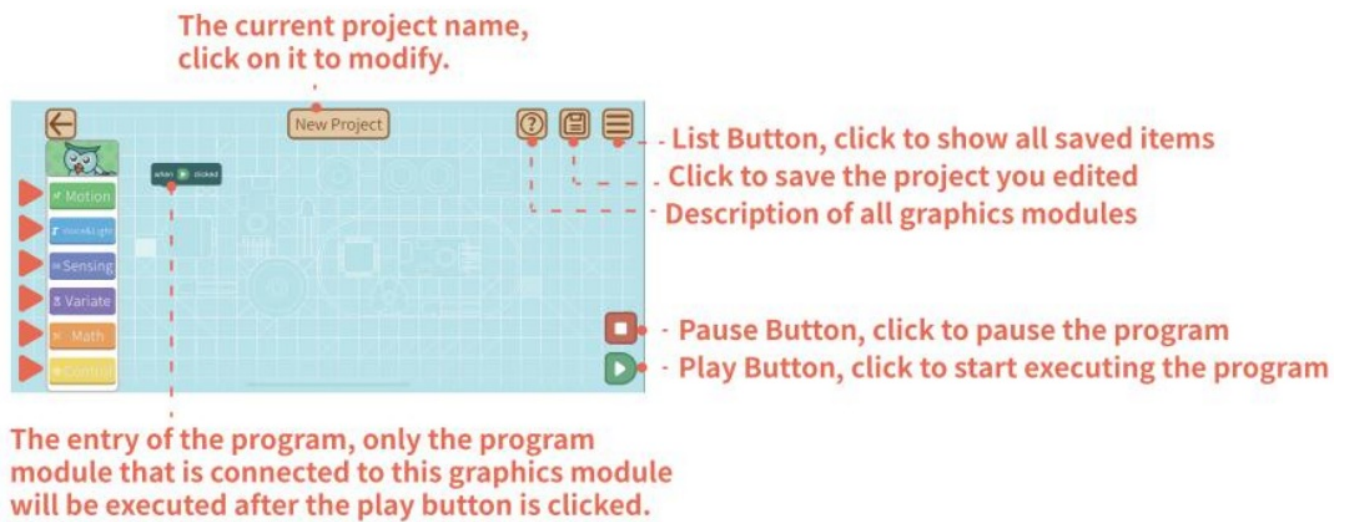 The current project name,
click on it to modify.
New Project
when clicked
Motion
Voice&Light
Sensing
Variate
Math
Control
List Button, click to show all saved items
Click to save the project you edited
Description of all graphics modules
Pause Button, click to pause the program
Play Button, click to start executing the program
The entry of the program, only the program
module that is connected to this graphics module
will be executed after the play button is clicked.